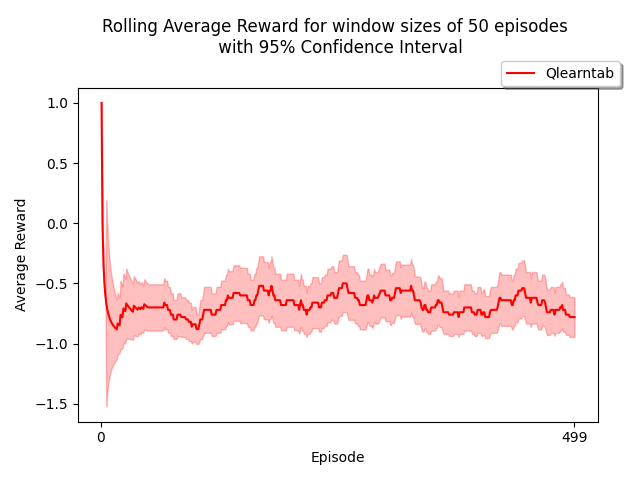 Rolling Average Reward for window sizes of 50 episodes
with 95% Confidence Interval
Qlearntab
1.0
0.5
0.0
−0.5
−1.0
−1.5
Average Reward
0 499
Episode